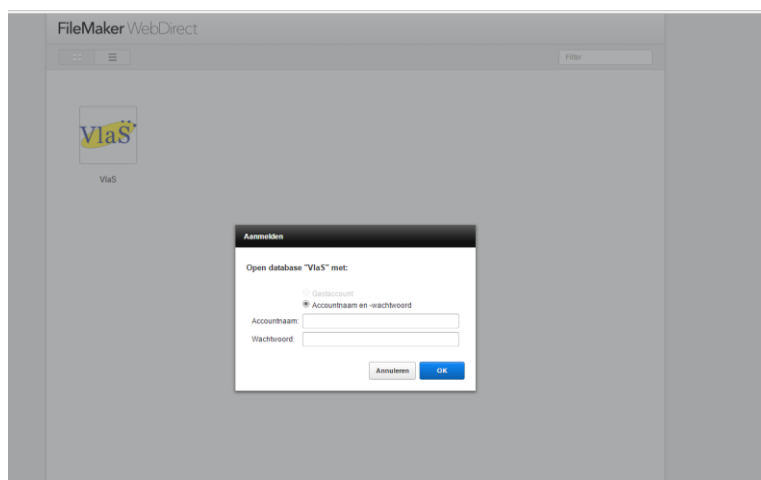 FileMaker WebDirect
Filter
VlaS
VlaS
Aanmelden
Open database "VlaS" met:
Gastaccount
Accountnaam en -wachtwoord
Accountnaam:
Wachtwoord:
Annuleren OK